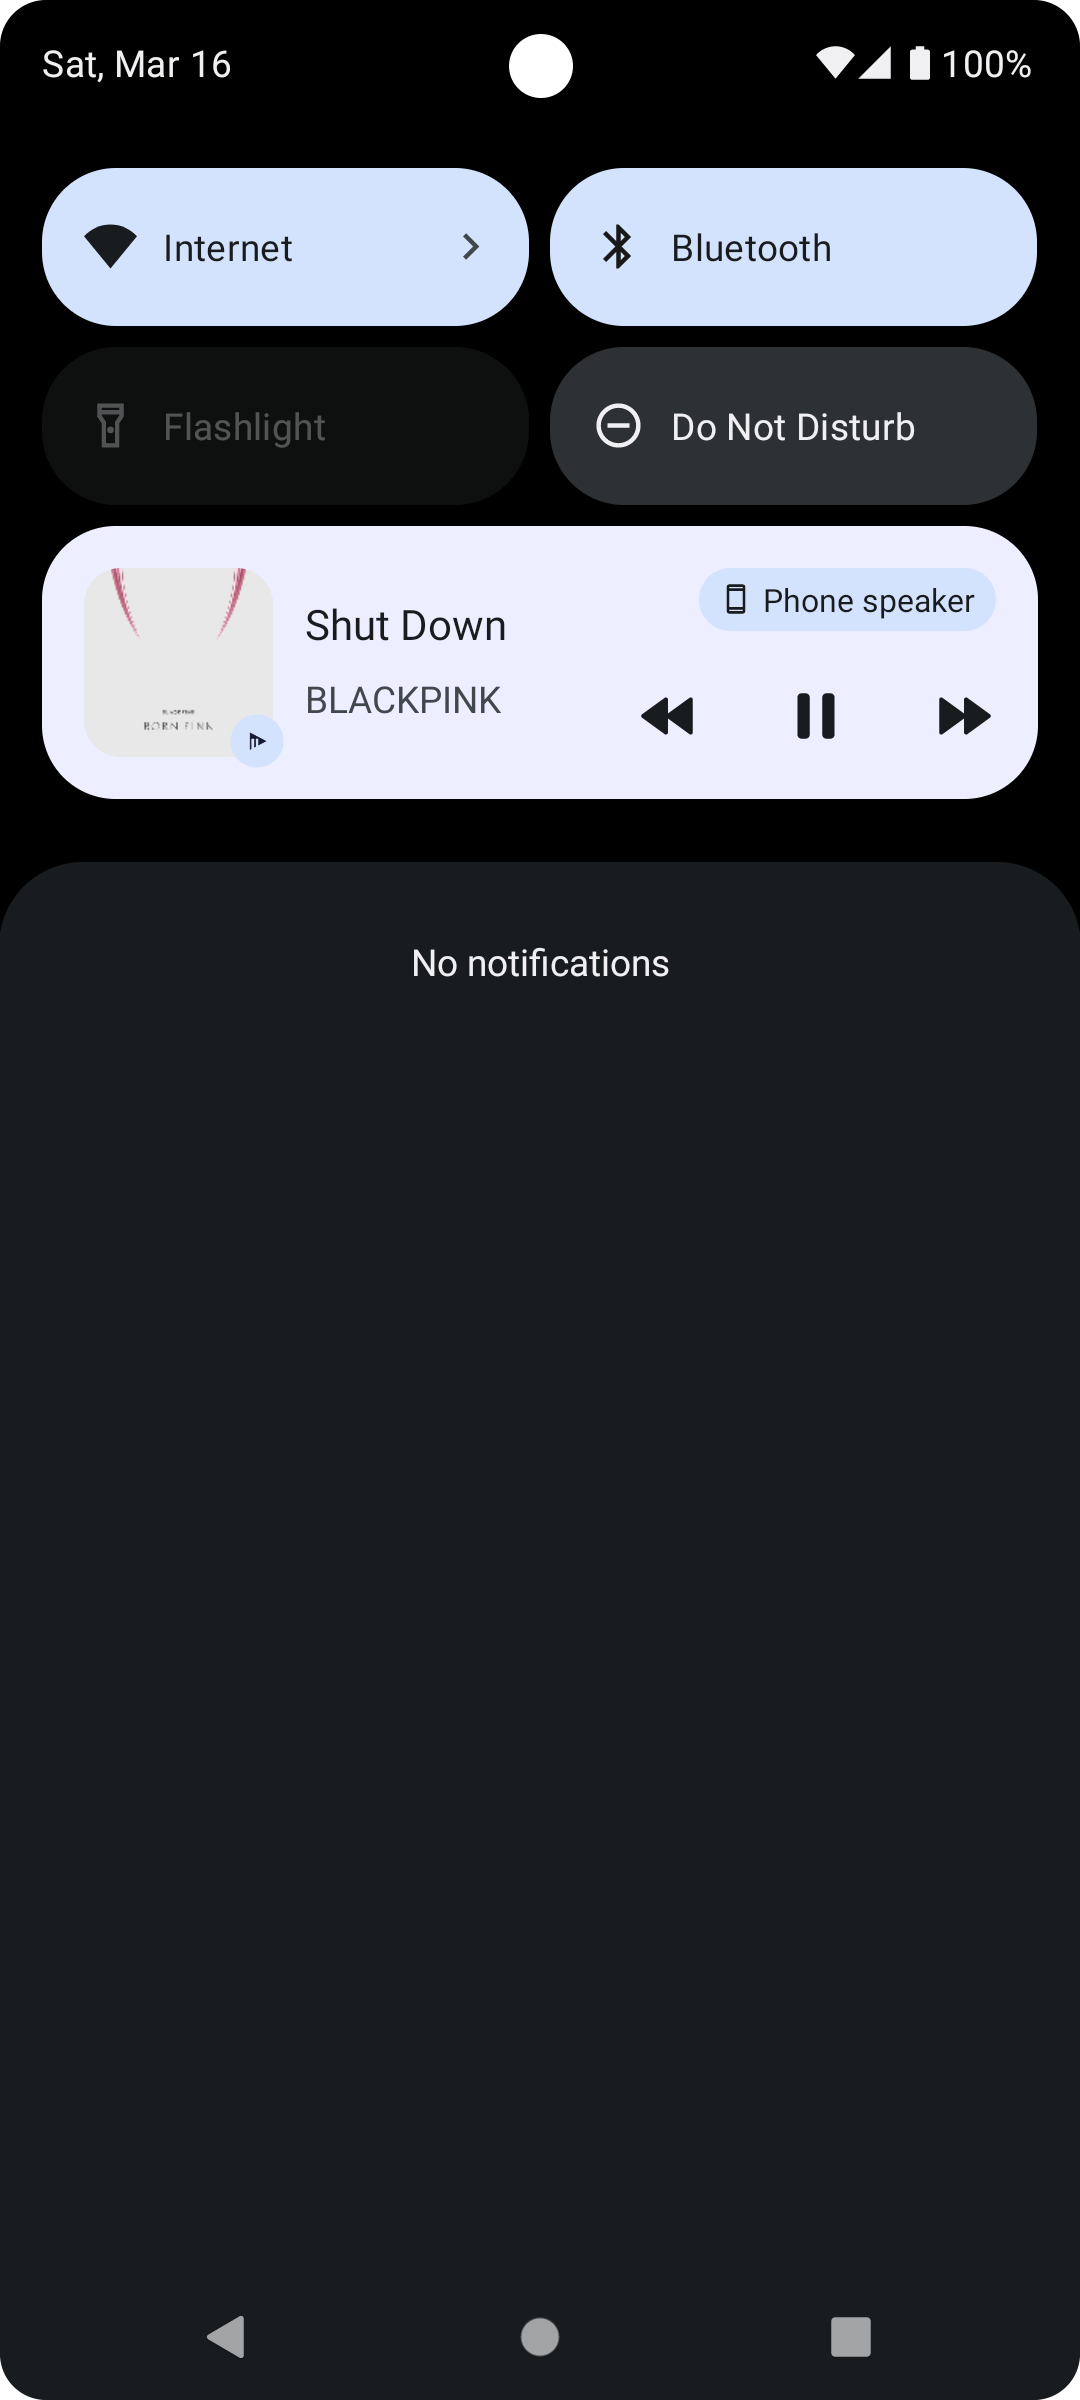 Sat, Mar 16
100%
Internet
Bluetooth
Flashlight
Do Not Disturb
Phone speaker
Shut Down
BLACKPINK
BORN PINK
No notifications